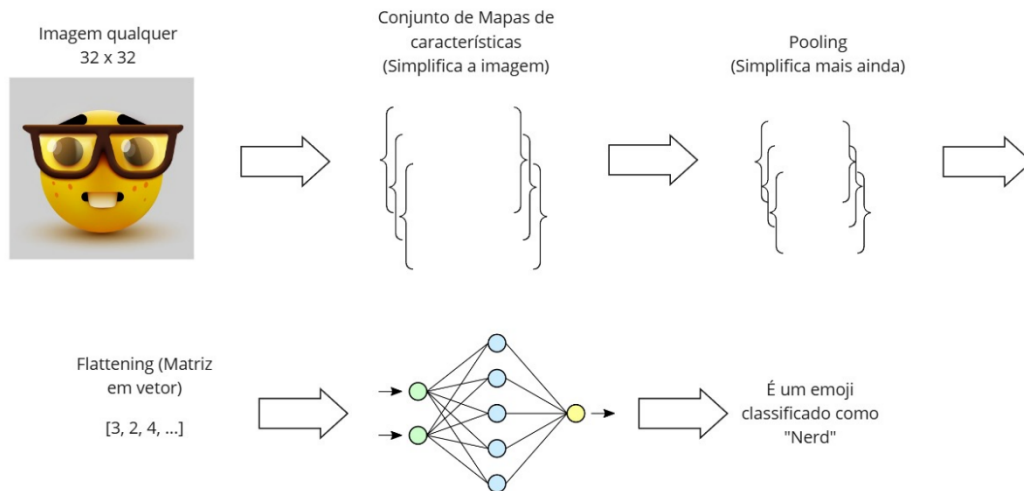 Imagem qualquer
32 x 32
Conjunto de Mapas de
características
(Simplifica a imagem)
Pooling
(Simplifica mais ainda)
Flattening (Matriz
em vetor)
[3, 2, 4, ...]
É um emoji
classificado como
"Nerd"